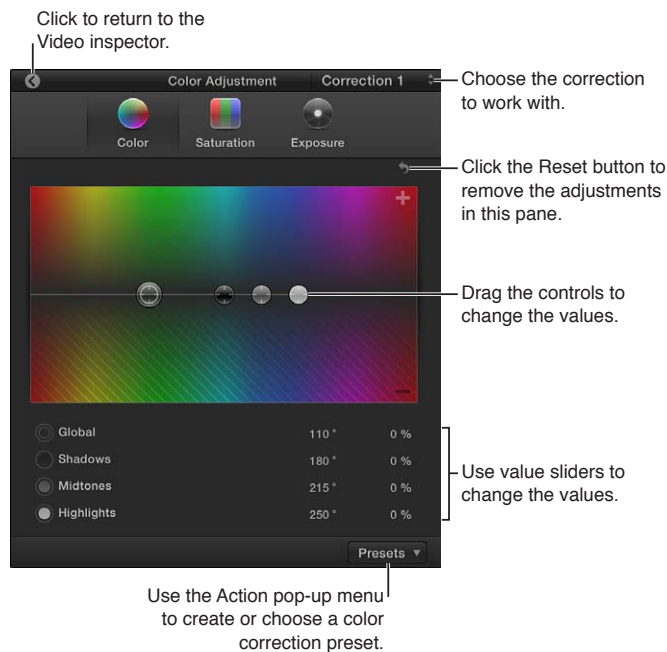 Click to return to the
Video inspector.
Color Adjustment
Correction 1
Choose the correction
to work with.
Color
Saturation
Exposure
Click the Reset button to
remove the adjustments
in this pane.
Drag the controls to
change the values.
Global 110 ° 0 %
Shadows 180 ° 0 %
Midtones 215 ° 0 %
Highlights 250 ° 0 %
Use value sliders to
change the values.
Presets
Use the Action pop-up menu
to create or choose a color
correction preset.